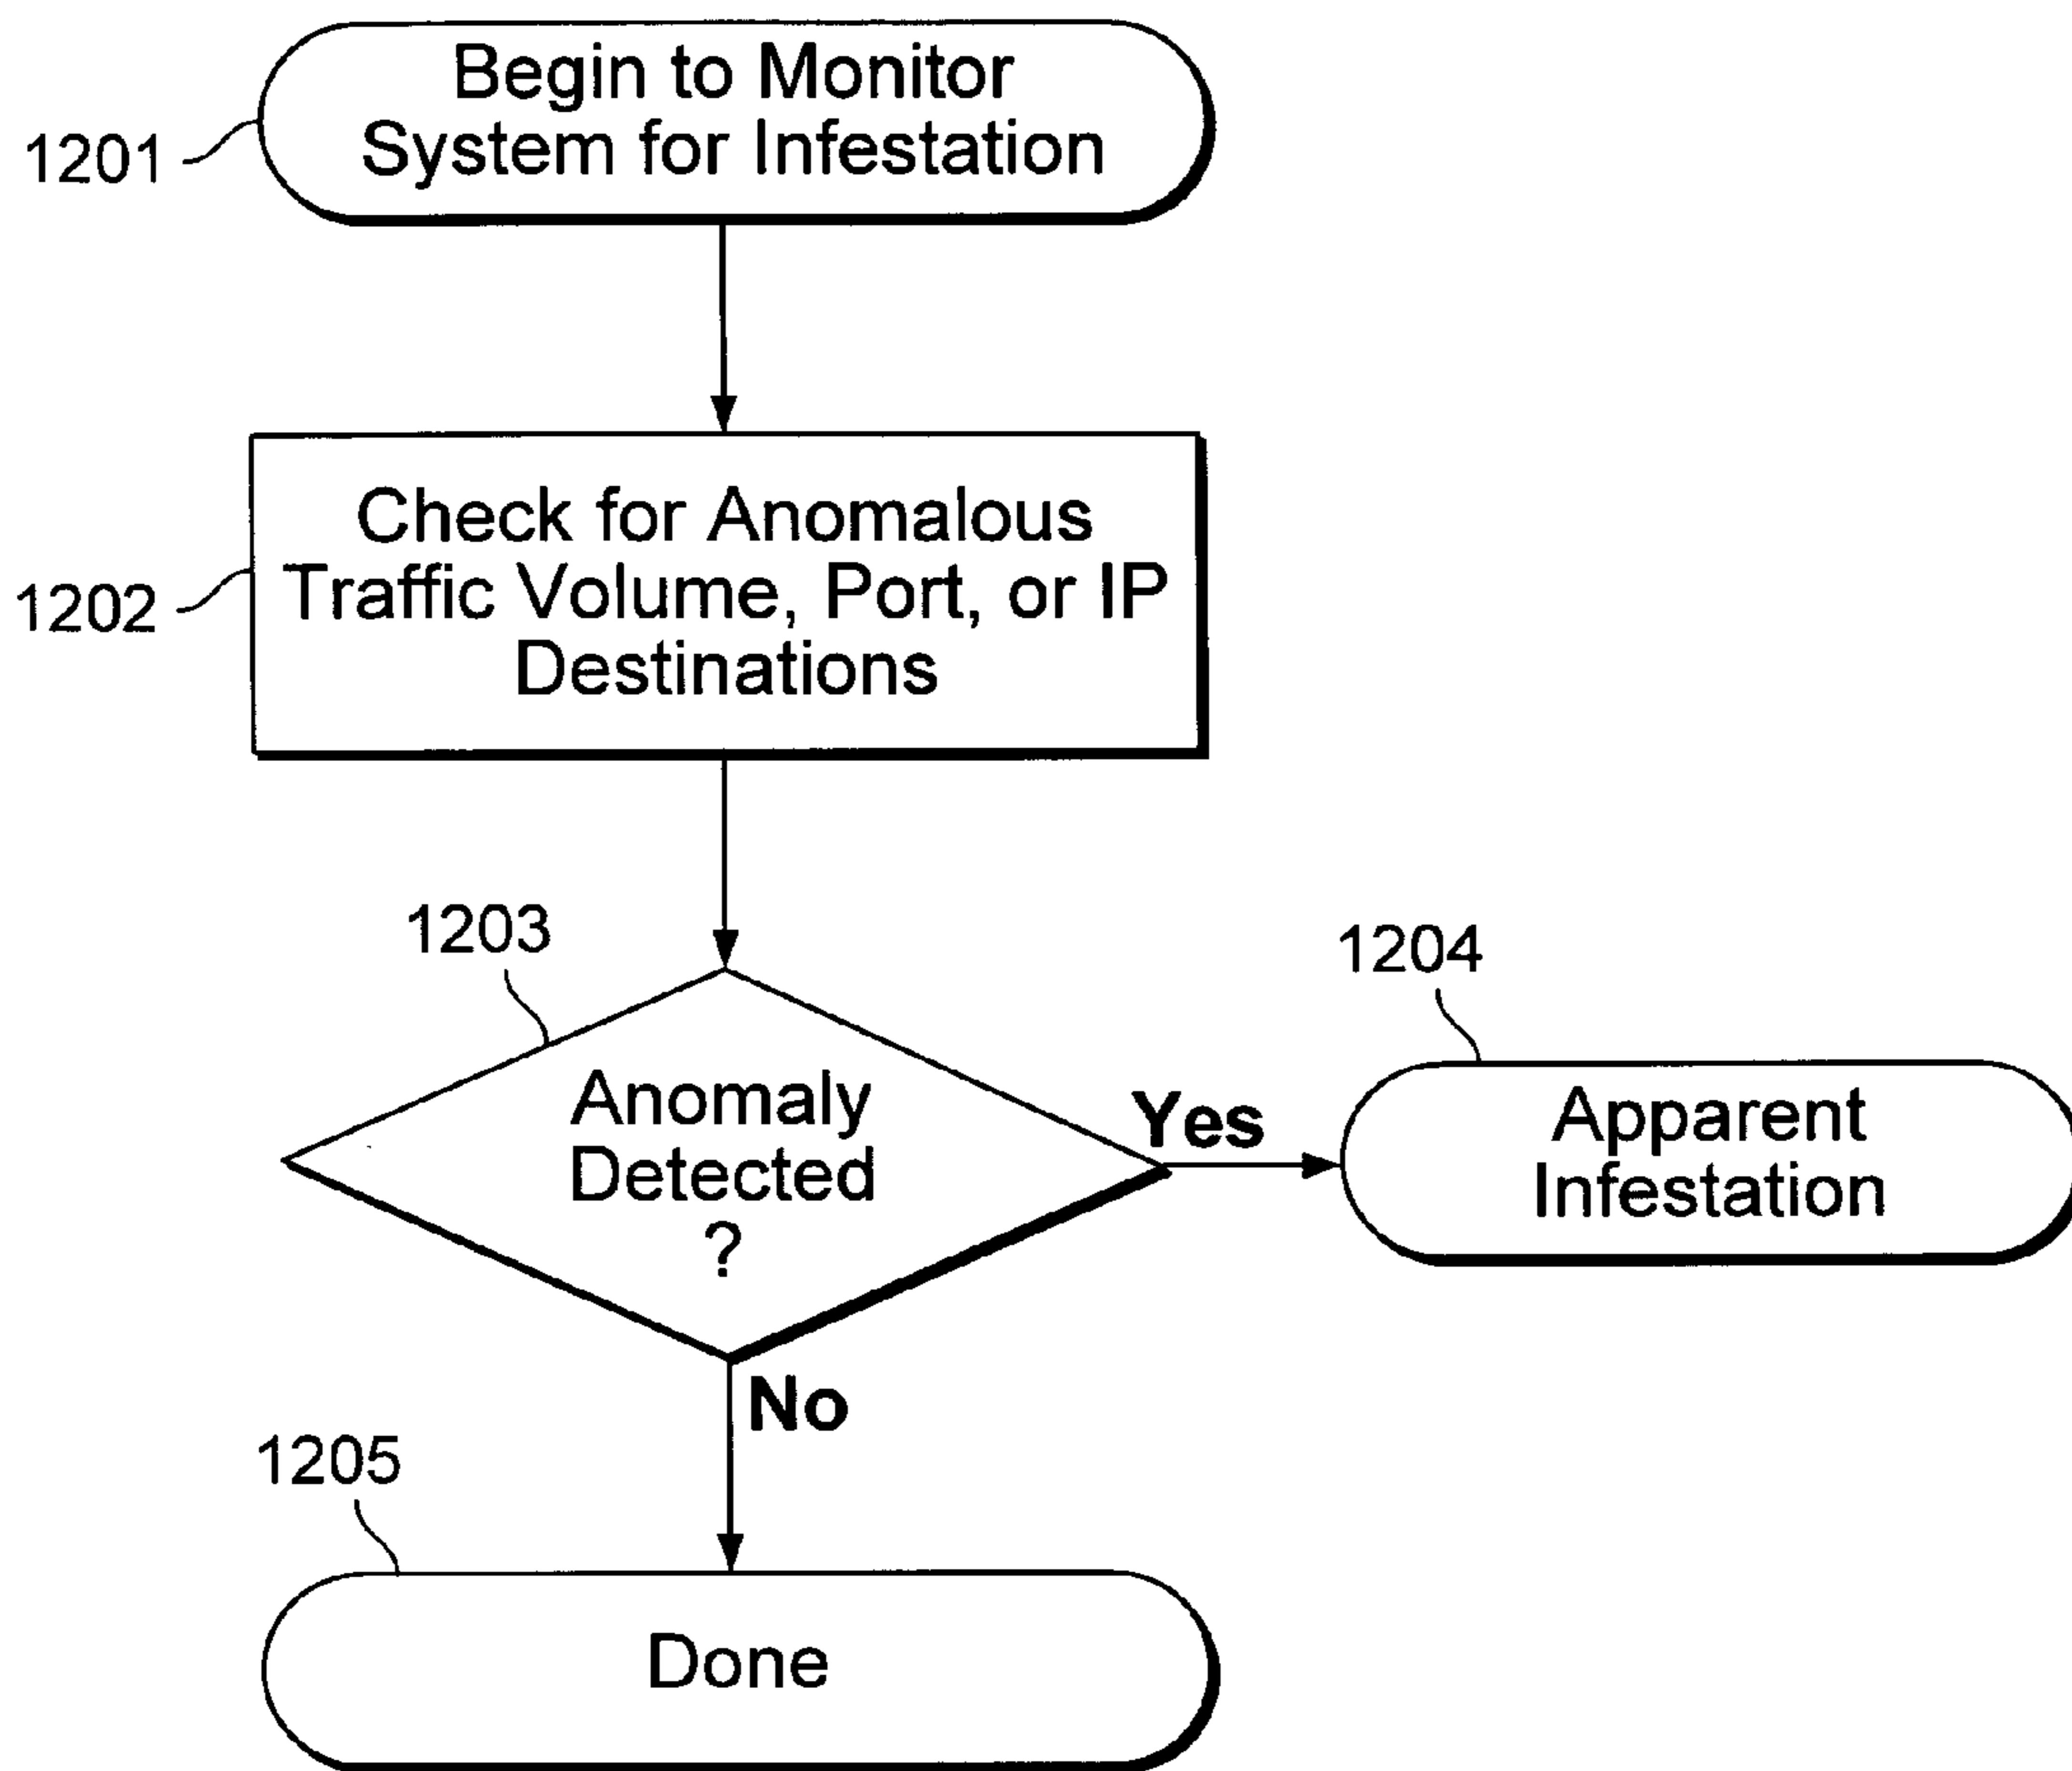 Begin to Monitor
System for Infestation
1201
Check for Anomalous
Traffic Volume, Port, or IP
Destinations
1202
1203
Anomaly
Detected
?
Yes
1204
Apparent
Infestation
No
1205
Done